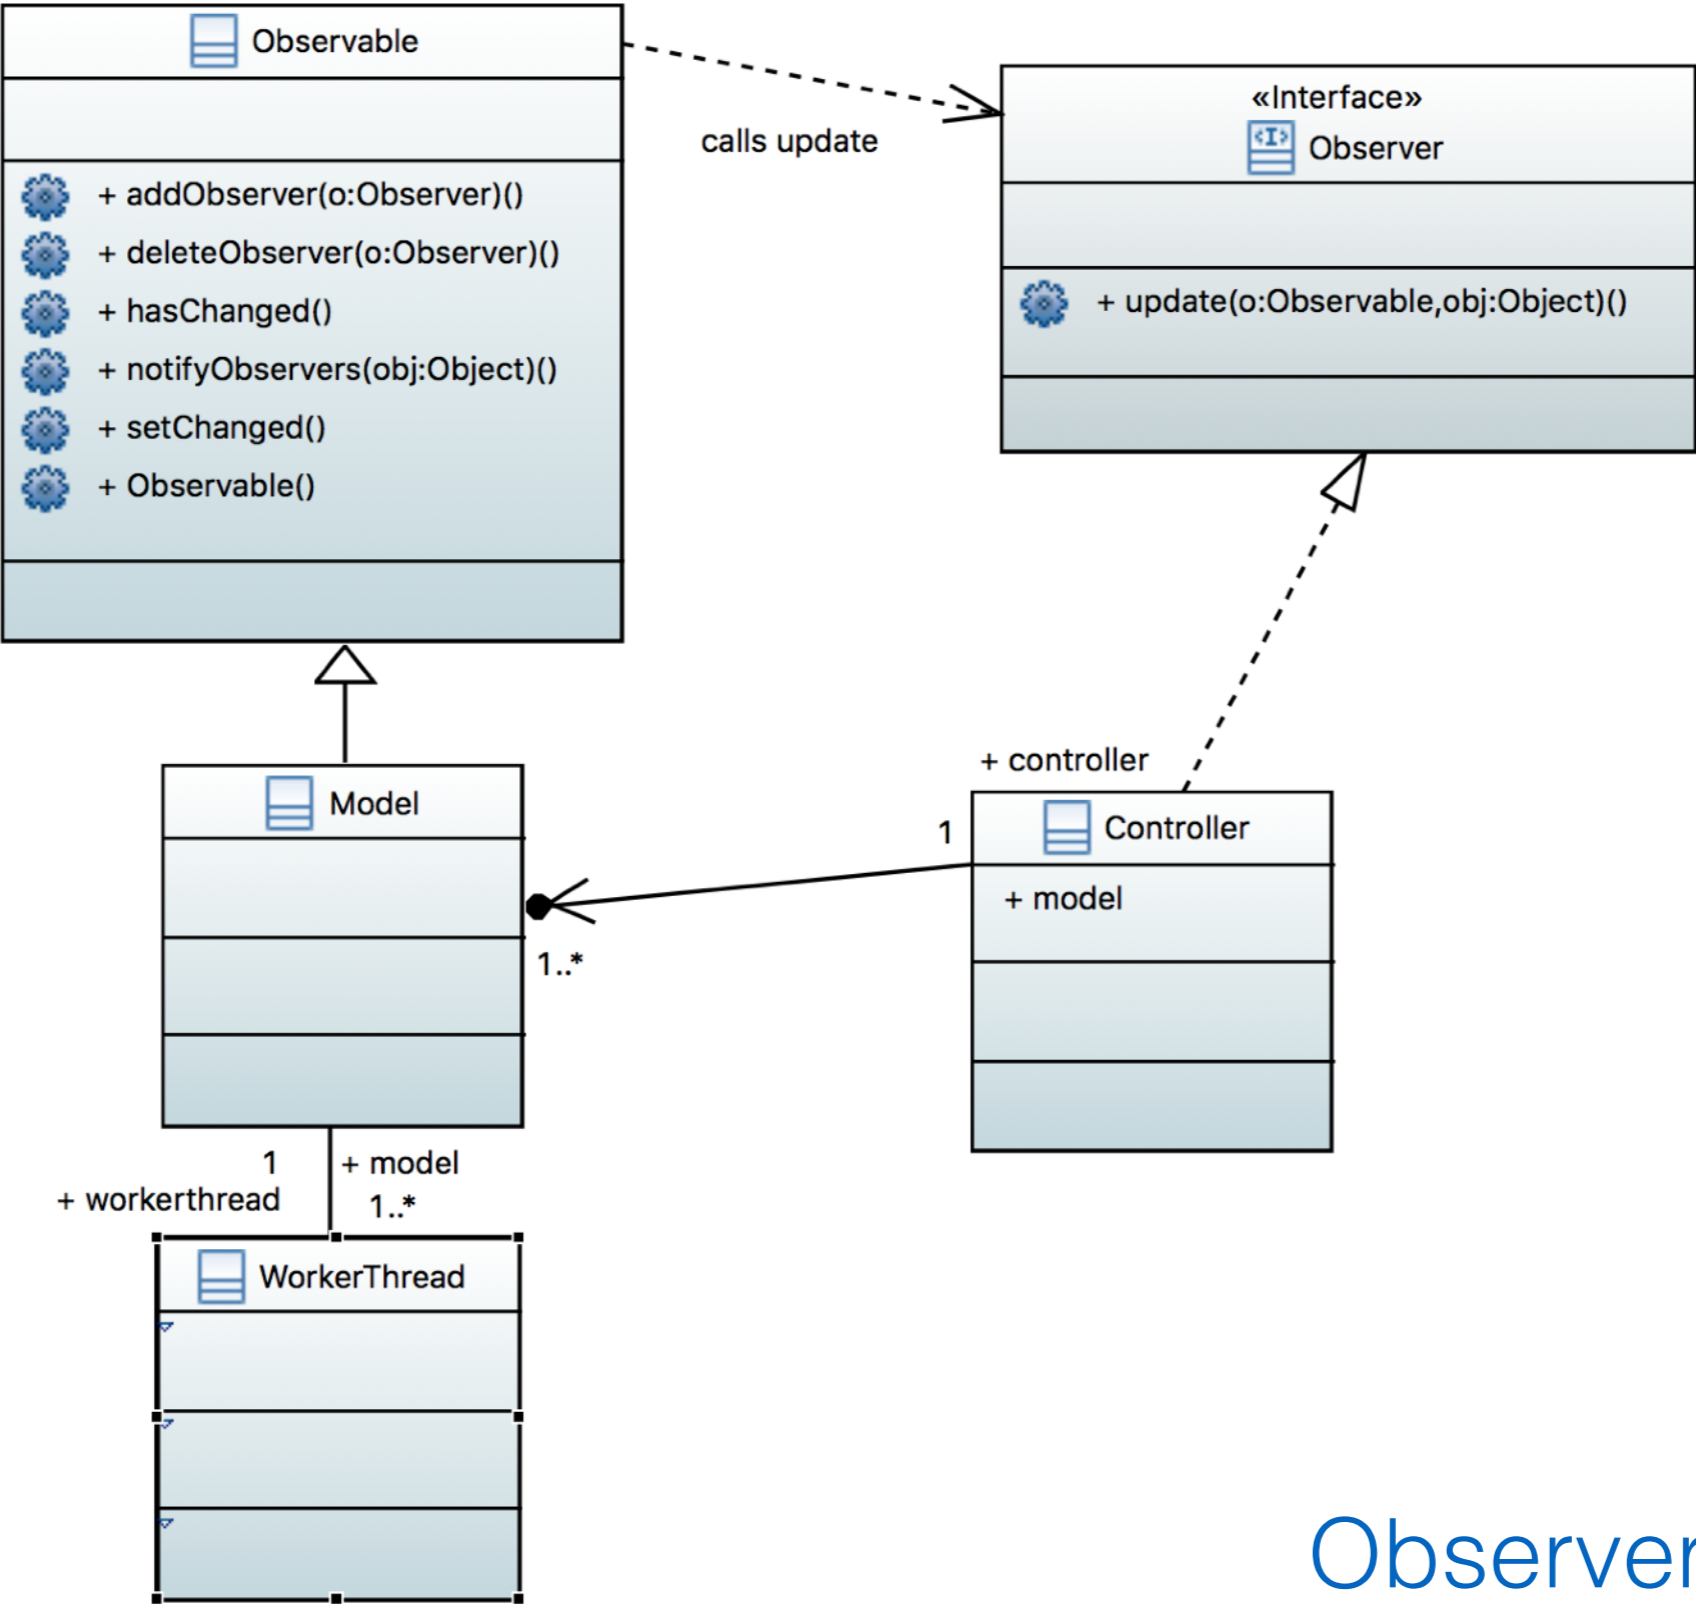 Observable
+ addObserver(o:Observer)()
+ deleteObserver(o:Observer)()
+ hasChanged()
+ notifyObservers(obj:Object)()
+ setChanged()
+ Observable()
calls update
«Interface»
<I>
Observer
+ update(o:Observable,obj:Object)()
Model
1..*
+ controller
1
Controller
+ model
1
+ workerthread
+ model
1..*
WorkerThread
Observer